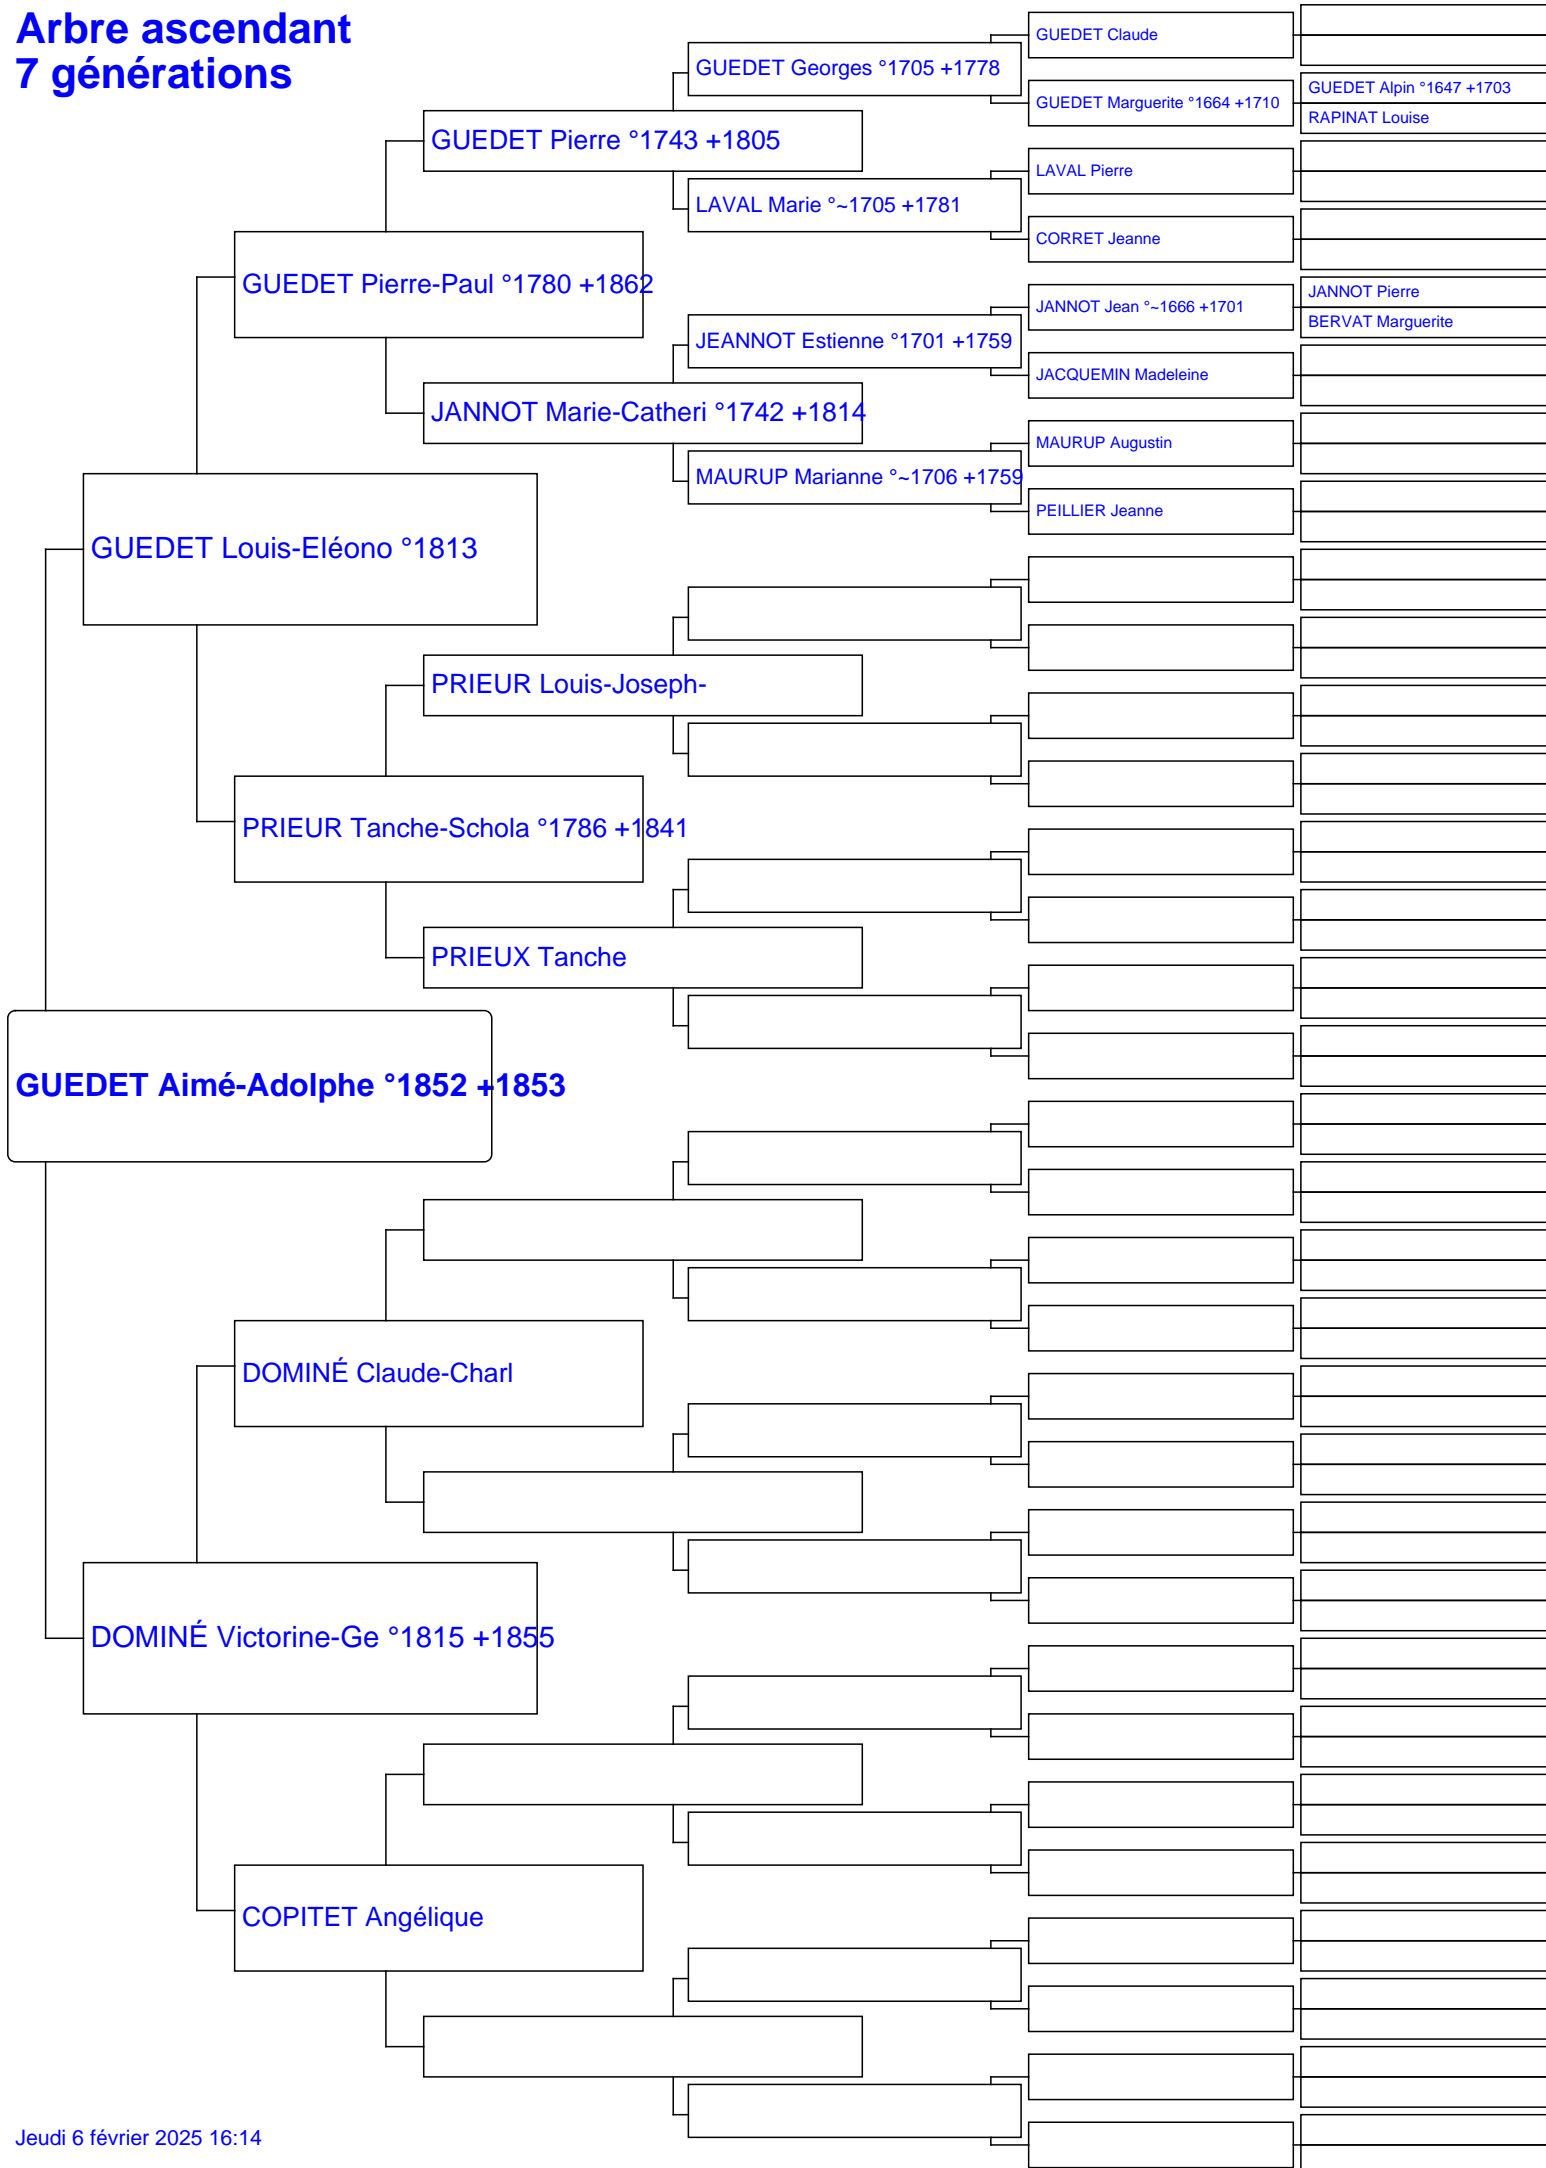 Arbre ascendant
7 générations
GUEDET Claude
GUEDET Georges °1705 +1778
GUEDET Alpin °1647 +1703
GUEDET Marguerite °1664 +1710
RAPINAT Louise
GUEDET Pierre °1743 +1805
LAVAL Pierre
LAVAL Marie °~1705 +1781
CORRET Jeanne
GUEDET Pierre-Paul °1780 +1862
JANNOT Pierre
JANNOT Jean °~1666 +1701
BERVAT Marguerite
JEANNOT Estienne °1701 +1759
JACQUEMIN Madeleine
JANNOT Marie-Catheri °1742 +1814
MAURUP Augustin
MAURUP Marianne °~1706 +1759
PEILLIER Jeanne
GUEDET Louis-Eléono °1813
PRIEUR Louis-Joseph-
PRIEUR Tanche-Schola °1786 +1841
PRIEUX Tanche
GUEDET Aimé-Adolphe °1852 +1853
DOMINÉ Claude-Charl
DOMINÉ Victorine-Ge °1815 +1855
COPITET Angélique
Jeudi 6 février 2025 16:14